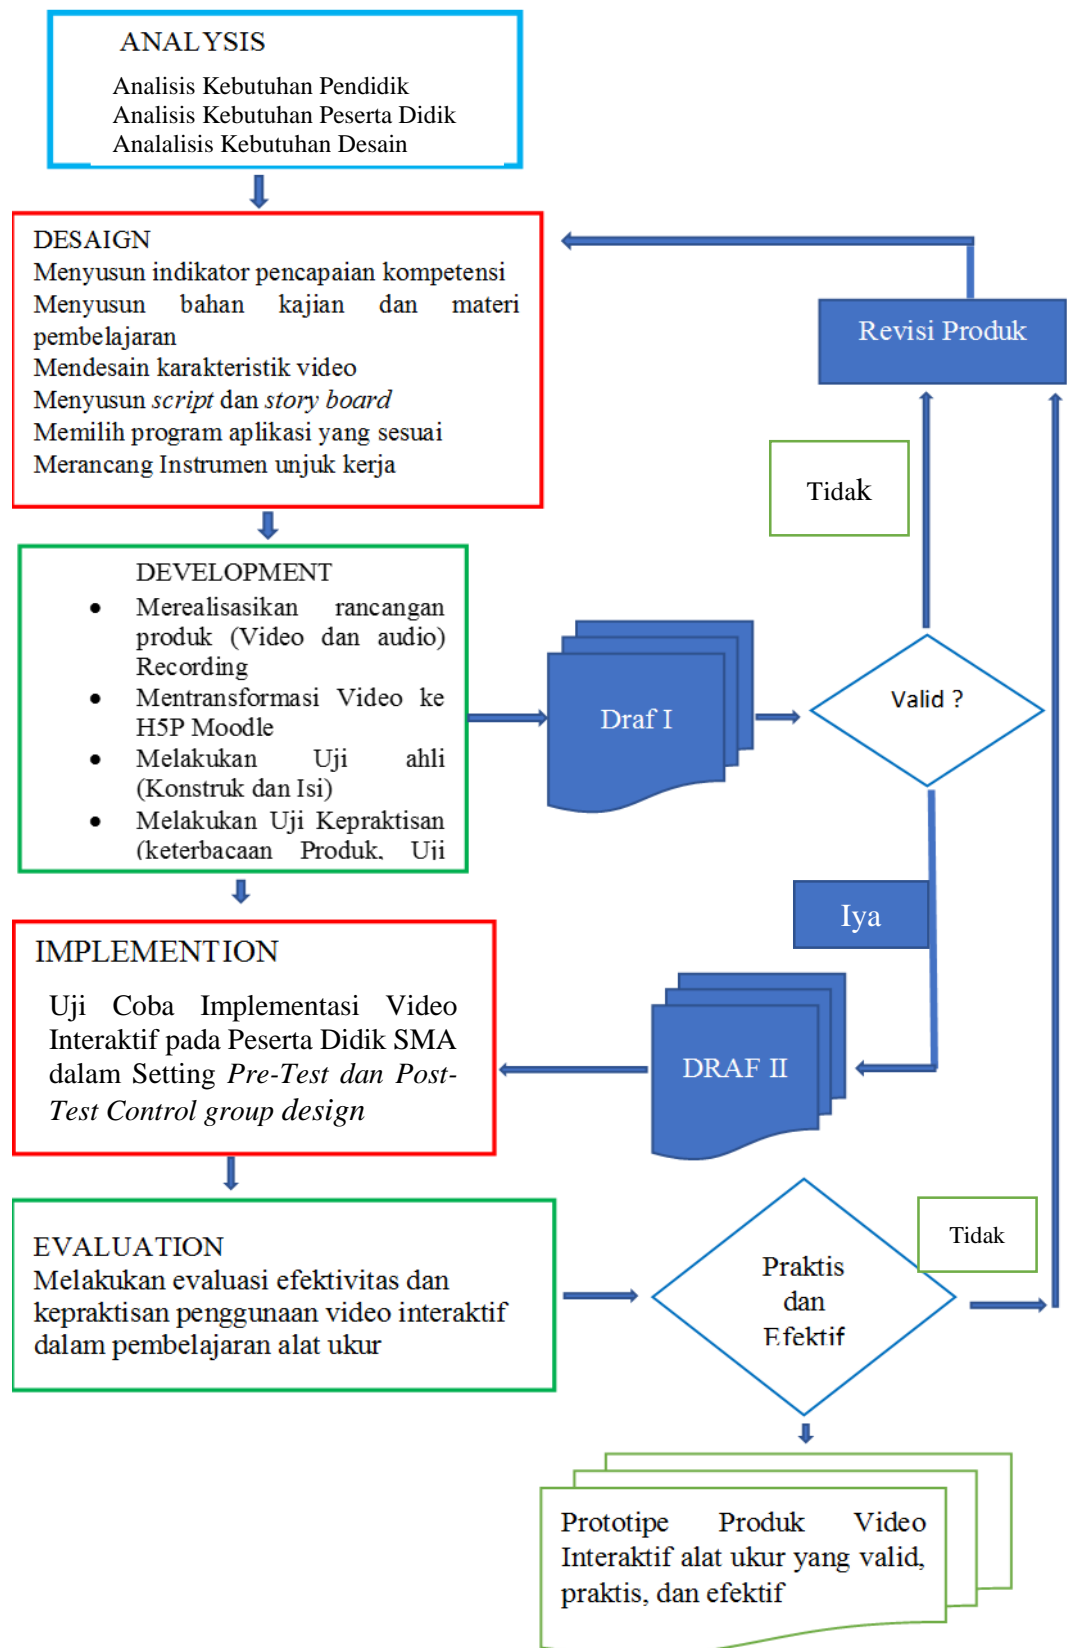 ANALYSIS
Analisis Kebutuhan Pendidik
Analisis Kebutuhan Peserta Didik
Analalisis Kebutuhan Desain
DESAIGN
Menyusun indikator pencapaian kompetensi
Menyusun bahan kajian dan materi
pembelajaran
Mendesain karakteristik video
Menyusun script dan story board
Memilih program aplikasi yang sesuai
Merancang Instrumen unjuk kerja
Revisi Produk
Tidak
DEVELOPMENT
• Merealisasikan rancangan
produk (Video dan audio)
Recording
• Mentransformasi Video ke
H5P Moodle
• Melakukan Uji ahli
(Konstruk dan Isi)
• Melakukan Uji Kepraktisan
(keterbacaan Produk, Uji
Draf I
Valid ?
Iya
IMPLEMENTION
Uji Coba Implementasi Video
Interaktif pada Peserta Didik SMA
dalam Setting Pre-Test dan Post-
Test Control group design
DRAF II
EVALUATION
Melakukan evaluasi efektivitas dan
kepraktisan penggunaan video interaktif
dalam pembelajaran alat ukur
Praktis
dan
Efektif
Tidak
Prototipe Produk Video
Interaktif alat ukur yang valid,
praktis, dan efektif